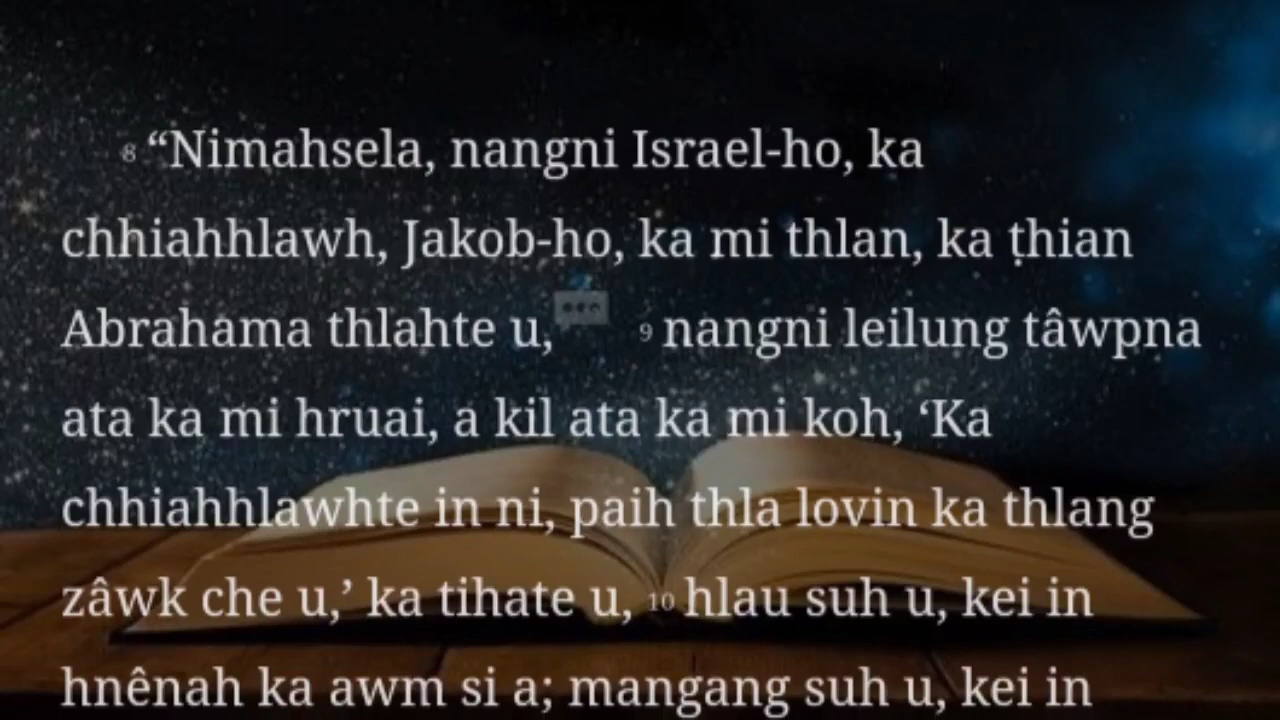 8 “Nimahsela, nangni Israel-ho, ka
chhiahhlawh, Jakob-ho, ka mi thlan, ka ṭhian
Abrahama thlahte u, 9 nangni leilung tâwpna
ata ka mi hruai, a kil ata ka mi koh, ‘Ka
chhiahhlawhte in ni, paih thla lovin ka thlang
zâwk che u,’ ka tihate u, 10 hlau suh u, kei in
hnênah ka awm si a; mangang suh u, kei in